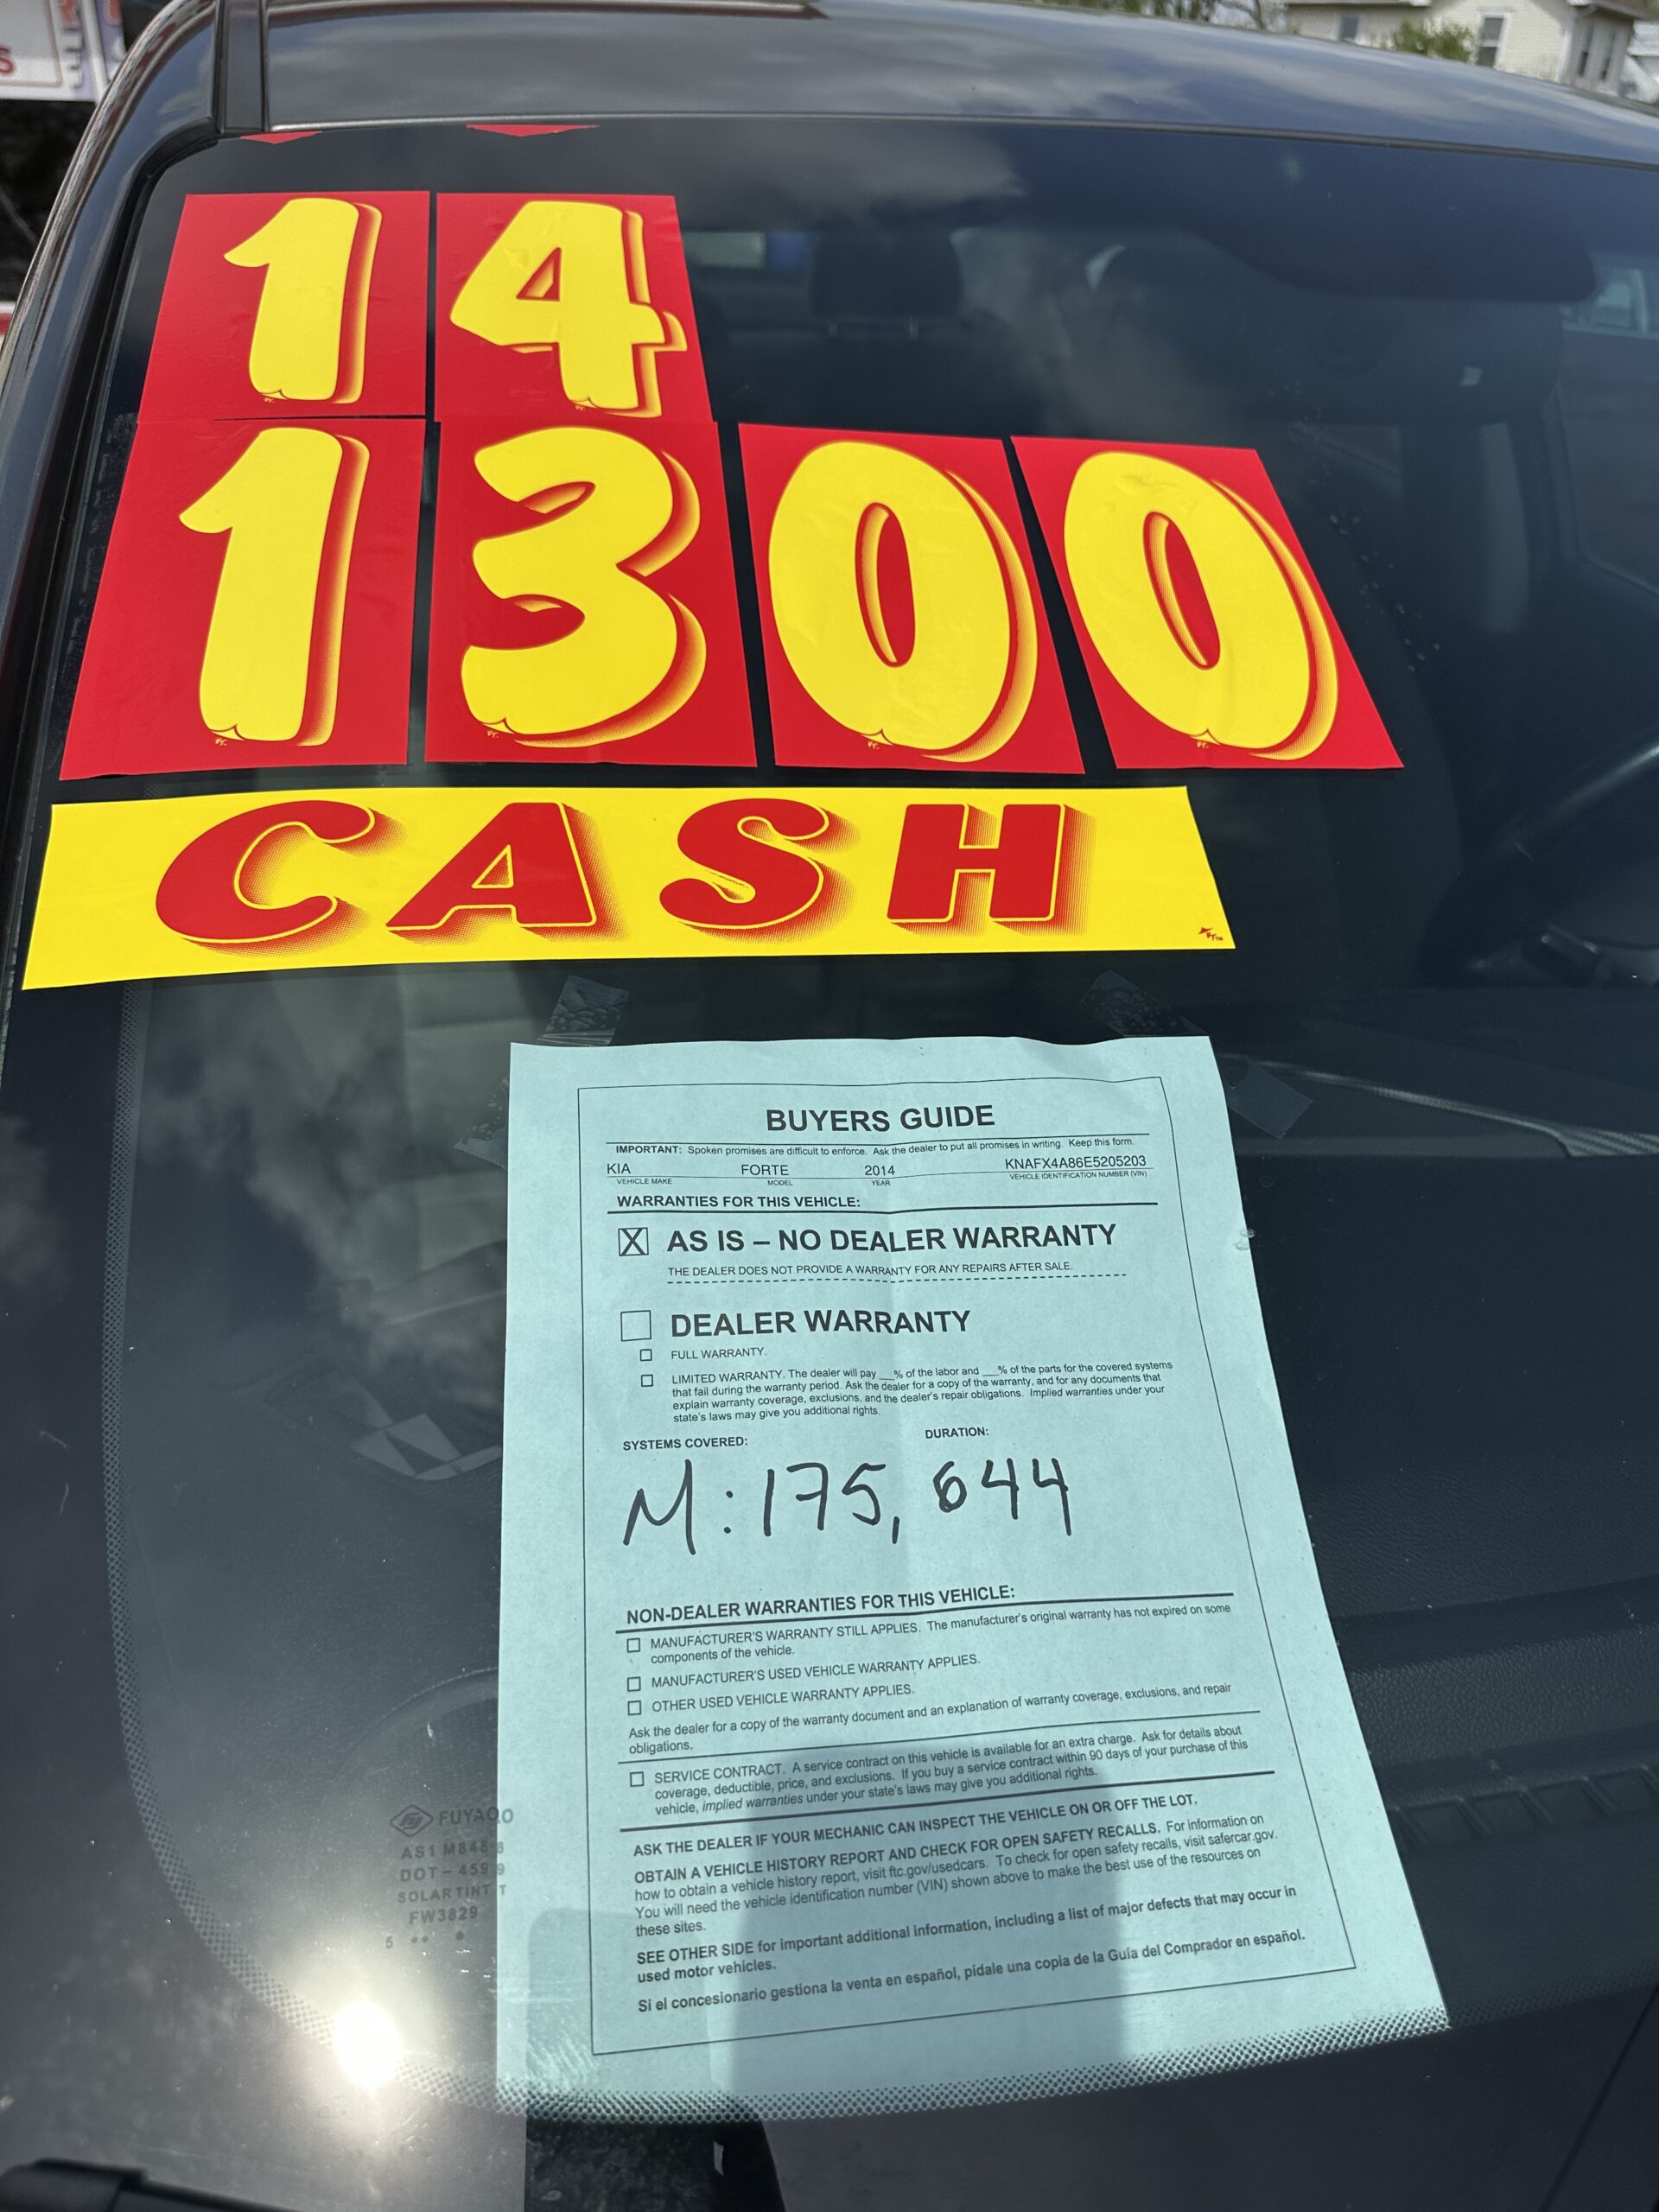 14
1300
CASH
BUYERS GUIDE
IMPORTANT: Spoken promises are difficult to enforce. Ask the dealer to put all promises in writing. Keep this form.
KIA FORTE 2014 KNAFX4A86E5205203
VEHICLE MAKE MODEL YEAR VEHICLE IDENTIFICATION NUMBER (VIN)
WARRANTIES FOR THIS VEHICLE:
X AS IS – NO DEALER WARRANTY
THE DEALER DOES NOT PROVIDE A WARRANTY FOR ANY REPAIRS AFTER SALE.
DEALER WARRANTY
FULL WARRANTY.
LIMITED WARRANTY. The dealer will pay ___% of the labor and ___% of the parts for the covered systems
that fail during the warranty period. Ask the dealer for a copy of the warranty, and for any documents that
explain warranty coverage, exclusions, and the dealer's repair obligations. Implied warranties under your
state's laws may give you additional rights.
SYSTEMS COVERED: DURATION:
M: 175,644
NON-DEALER WARRANTIES FOR THIS VEHICLE:
MANUFACTURER'S WARRANTY STILL APPLIES. The manufacturer's original warranty has not expired on some
components of the vehicle.
MANUFACTURER'S USED VEHICLE WARRANTY APPLIES.
OTHER USED VEHICLE WARRANTY APPLIES.
Ask the dealer for a copy of the warranty document and an explanation of warranty coverage, exclusions, and repair
obligations.
SERVICE CONTRACT. A service contract on this vehicle is available for an extra charge. Ask for details about
coverage, deductible, price, and exclusions. If you buy a service contract within 90 days of your purchase of this
vehicle, implied warranties under your state's laws may give you additional rights.
ASK THE DEALER IF YOUR MECHANIC CAN INSPECT THE VEHICLE ON OR OFF THE LOT.
OBTAIN A VEHICLE HISTORY REPORT AND CHECK FOR OPEN SAFETY RECALLS. For information on
how to obtain a vehicle history report, visit ftc.gov/usedcars. To check for open safety recalls, visit safercar.gov.
You will need the vehicle identification number (VIN) shown above to make the best use of the resources on
these sites.
SEE OTHER SIDE for important additional information, including a list of major defects that may occur in
used motor vehicles.
Si el concesionario gestiona la venta en español, pídale una copia de la Guía del Comprador en español.
AS1
DOT-459
SOLARTINT
FW3829
5